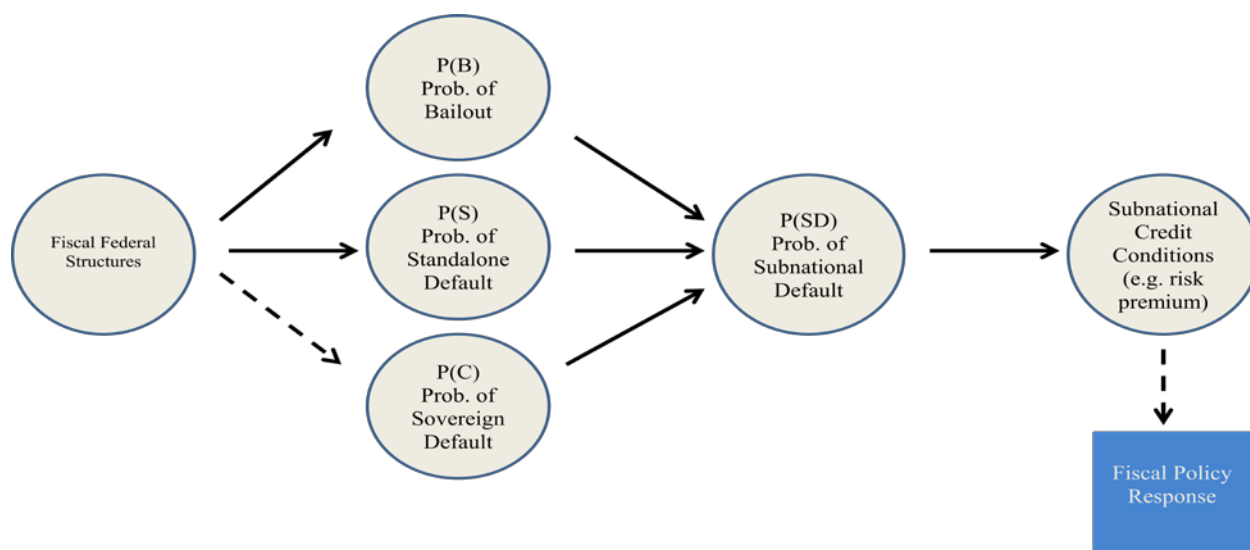 Fiscal Federal
Structures
P(B)
Prob. of
Bailout
P(S)
Prob. of
Standalone
Default
P(C)
Prob. of
Sovereign
Default
P(SD)
Prob. of
Subnational
Default
Subnational
Credit
Conditions
(e.g. risk
premium)
Fiscal Policy
Response